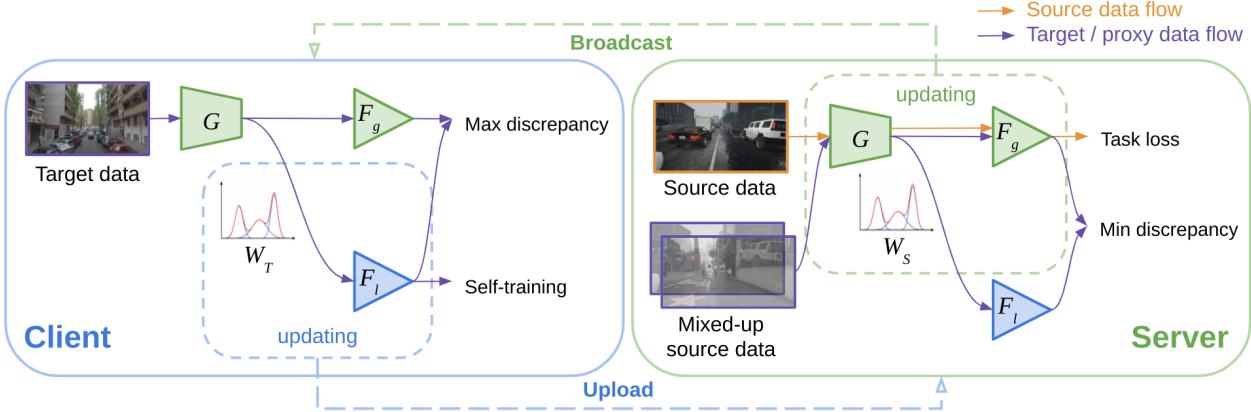 Source data flow
Target / proxy data flow
Broadcast
G
F_g
Max discrepancy
Target data
W_T
F_l
Self-training
updating
Client
Upload
updating
G
F_g
Task loss
Source data
W_S
Min discrepancy
F_l
Mixed-up
source data
Server